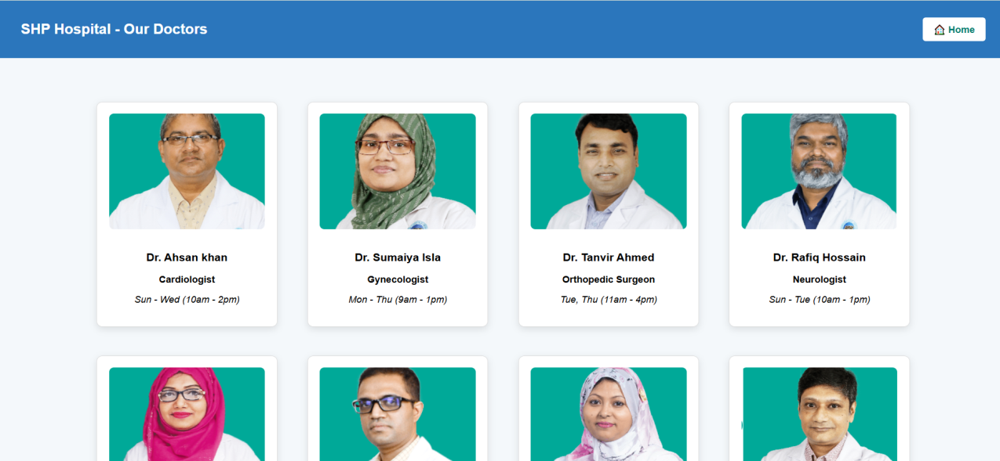 SHP Hospital - Our Doctors
Home
Dr. Ahsan khan
Cardiologist
Sun - Wed (10am - 2pm)
Dr. Sumaiya Isla
Gynecologist
Mon - Thu (9am - 1pm)
Dr. Tanvir Ahmed
Orthopedic Surgeon
Tue, Thu (11am - 4pm)
Dr. Rafiq Hossain
Neurologist
Sun - Tue (10am - 1pm)